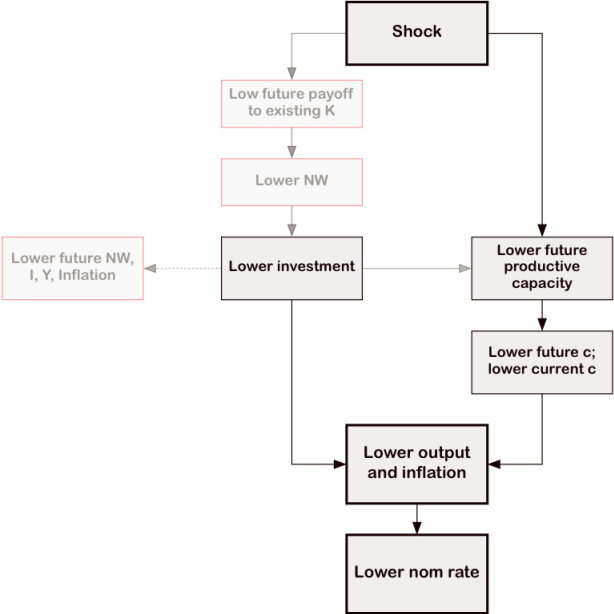 Shock
Low future payoff
to existing K
Lower NW
Lower future NW,
I, Y, Inflation
Lower investment
Lower future
productive
capacity
Lower future c;
lower current c
Lower output
and inflation
Lower nom rate